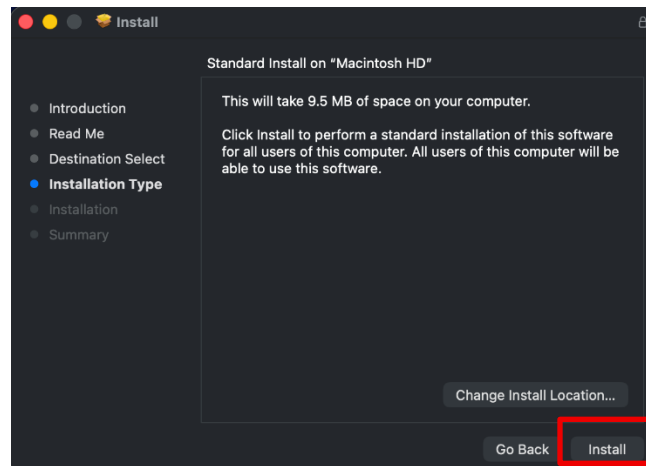 Install
Standard Install on “Macintosh HD”
Introduction
Read Me
Destination Select
Installation Type
Installation
Summary
This will take 9.5 MB of space on your computer.
Click Install to perform a standard installation of this software
for all users of this computer. All users of this computer will be
able to use this software.
Change Install Location...
Go Back
Install